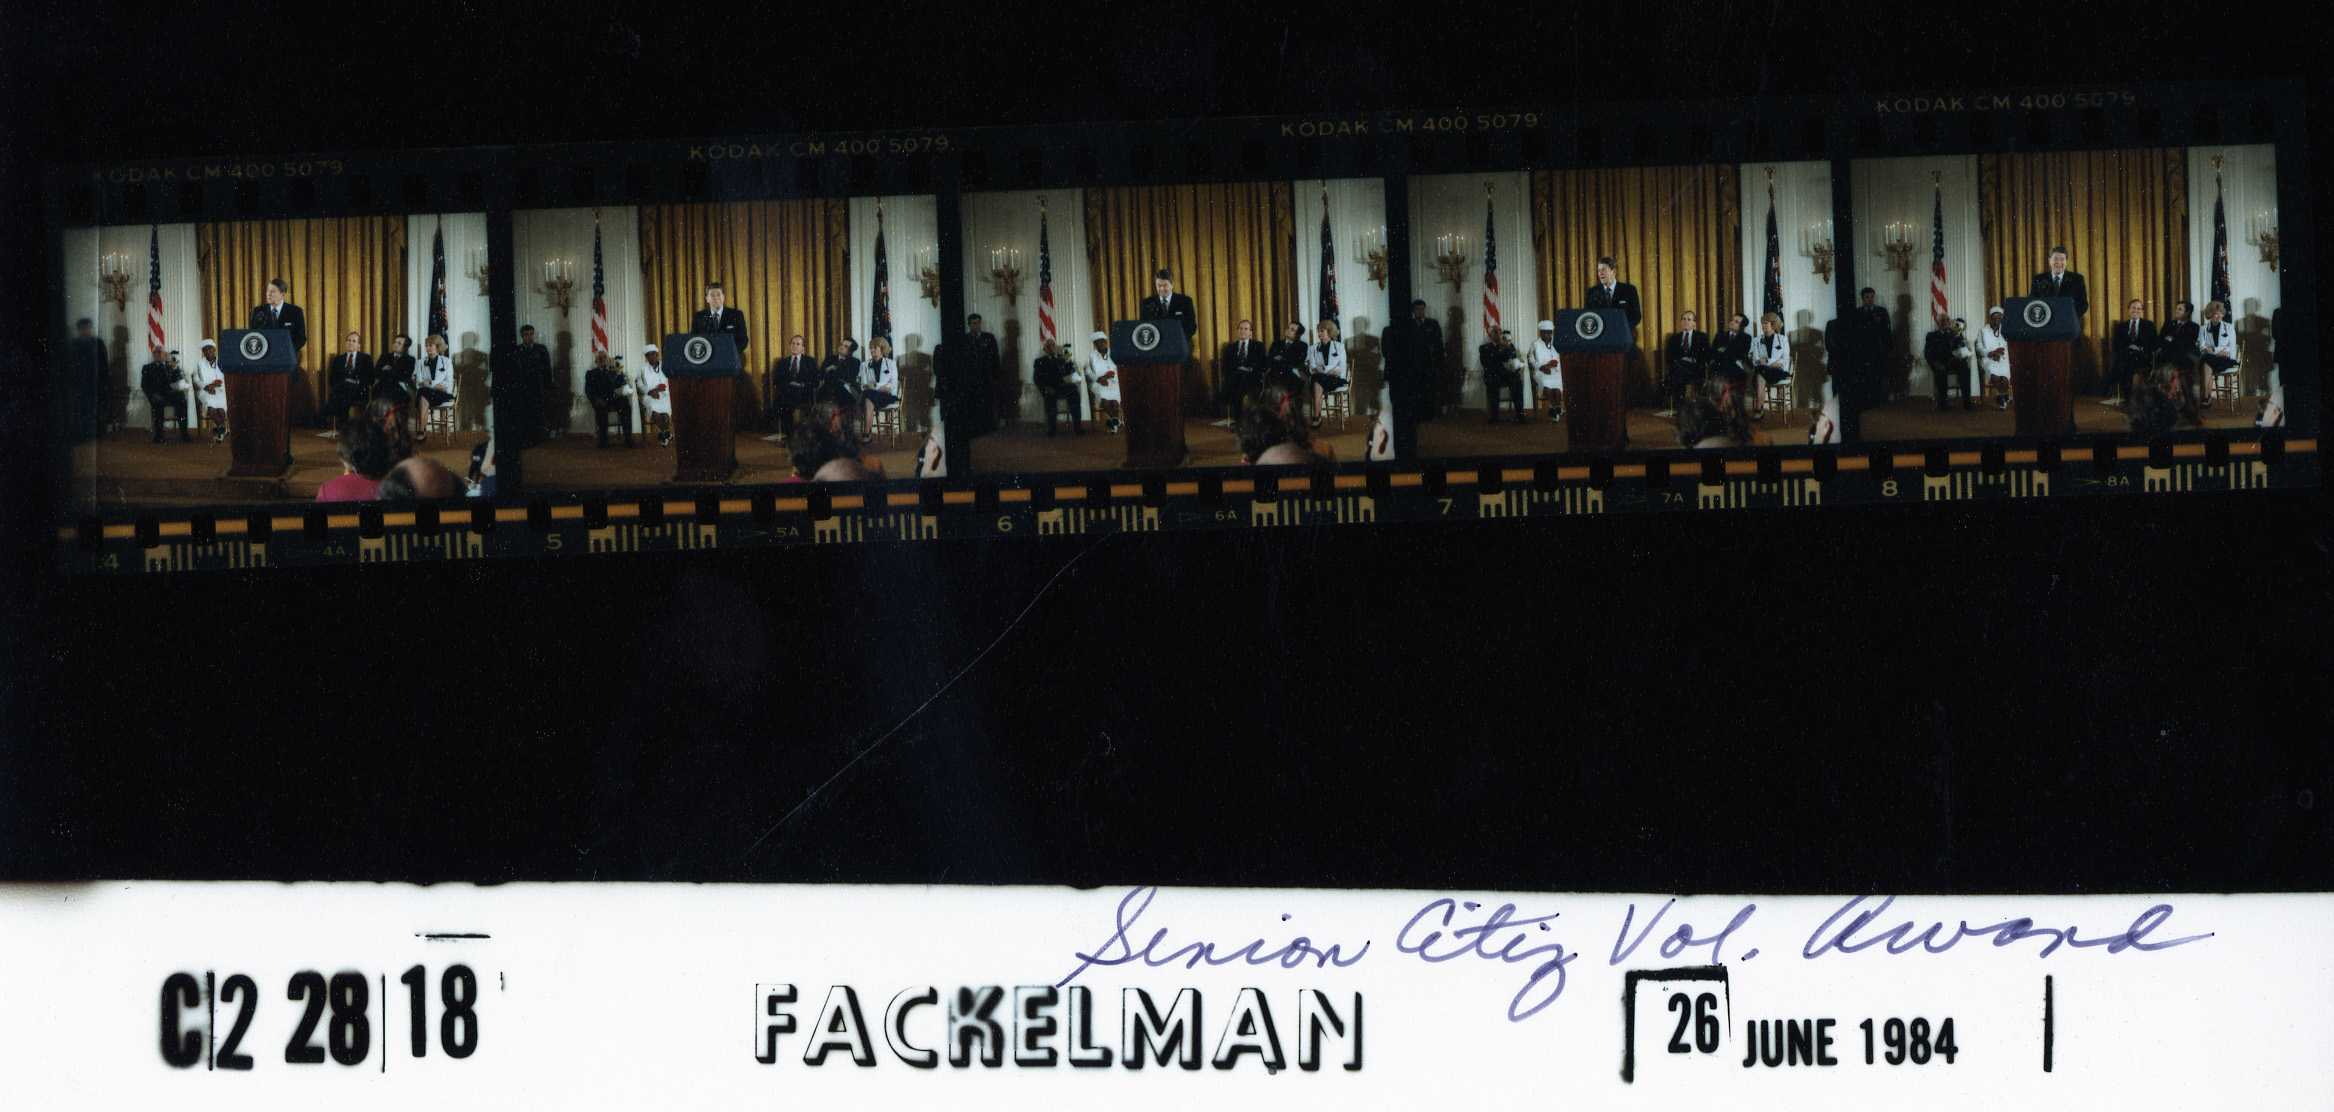 KODAK CM 400 5079 KODAK CM 400 5079 KODAK CM 400 5079 KODAK CM 400 5079
4 4A 5 5A 6 6A 7 7A 8 8A
Senior Citiz Vol. Award
C2 28 18 FACKELMAN 26 JUNE 1984